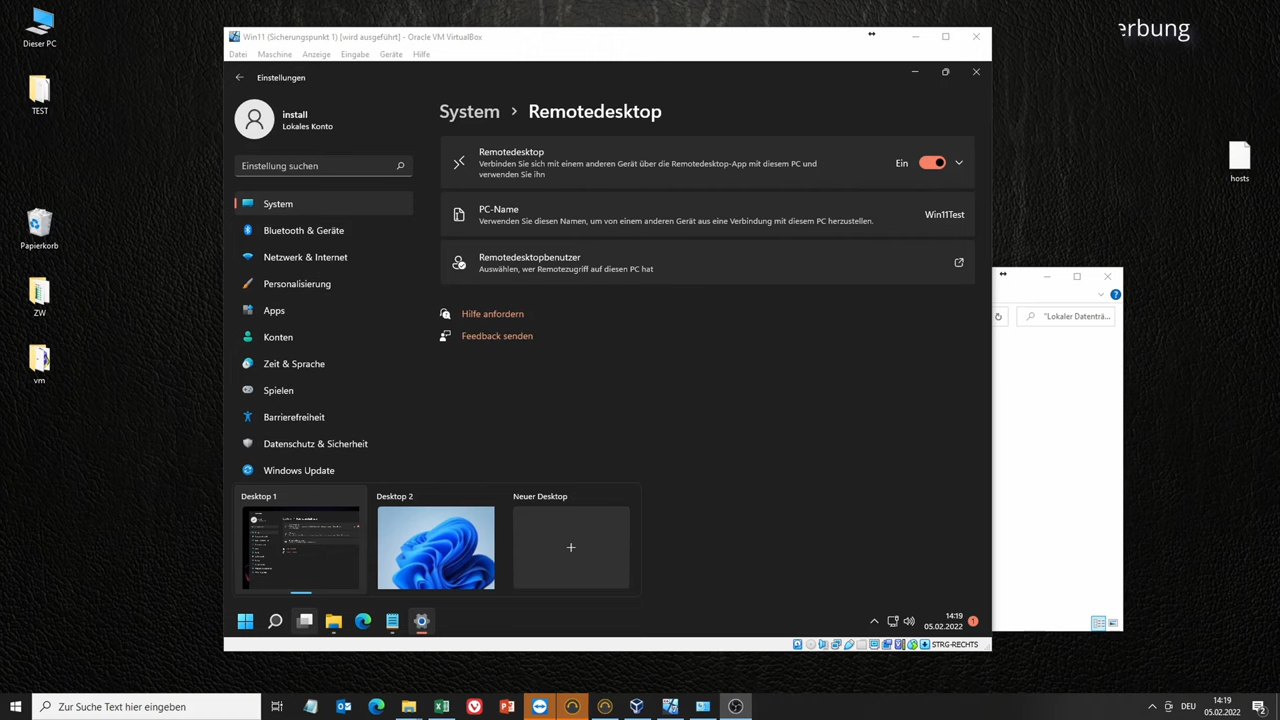 Dieser PC
TEST
Papierkorb
ZW
vm
erbung
hosts
Win11 (Sicherungspunkt 1) [wird ausgeführt] - Oracle VM VirtualBox
Datei Maschine Anzeige Eingabe Geräte Hilfe
Einstellungen
install
Lokales Konto
Einstellung suchen
System
Bluetooth & Geräte
Netzwerk & Internet
Personalisierung
Apps
Konten
Zeit & Sprache
Spielen
Barrierefreiheit
Datenschutz & Sicherheit
Windows Update
System > Remotedesktop
Remotedesktop
Verbinden Sie sich mit einem anderen Gerät über die Remotedesktop-App mit diesem PC und
verwenden Sie ihn
Ein
PC-Name
Verwenden Sie diesen Namen, um von einem anderen Gerät aus eine Verbindung mit diesem PC herzustellen.
Win11Test
Remotedesktopbenutzer
Auswählen, wer Remotezugriff auf diesen PC hat
Hilfe anfordern
Feedback senden
"Lokaler Datenträ...
Desktop 1
Desktop 2
Neuer Desktop
14:19
05.02.2022
1
STRG-RECHTS
Zur Suche Text hier eingeben
DEU
14:19
05.02.2022
2